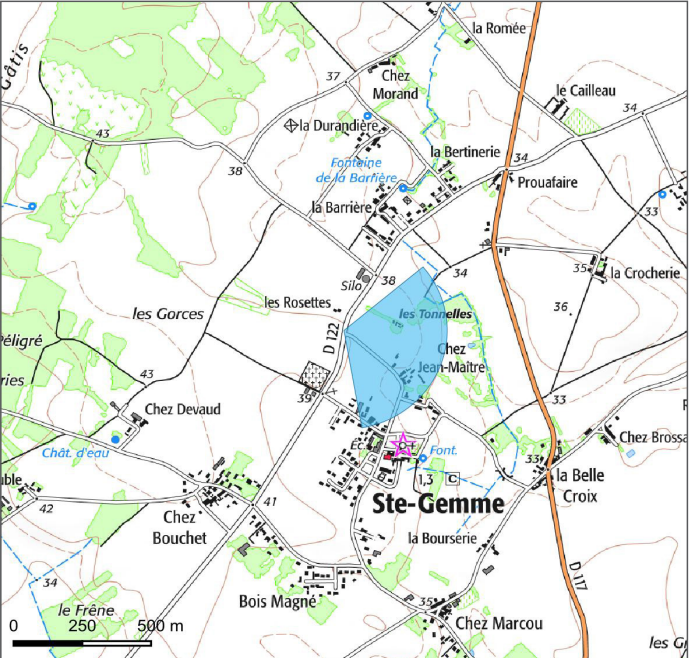 Gâtis
la Romée
37
Chez
Morand
le Cailleau
34
43
la Durandière
38
Fontaine
de la Barrière
la Bertinerie
34
Prouafaire
la Barrière
33
38
34
35
la Crocherie
Silo
les Rosettes
les Gorces
les Tonnelles
36
D 122
Péligré
Chez
Jean-Maître
ries
43
39
33
Chez Devaud
Chât. d'eau
Ec.
Font.
33
Chez Brossa
uble
1,3
C
la Belle
Croix
42
Chez
Bouchet
41
Ste-Gemme
la Bourserie
D 117
34
Bois Magné
35
le Frêne
Chez Marcou
0 250 500 m
les G